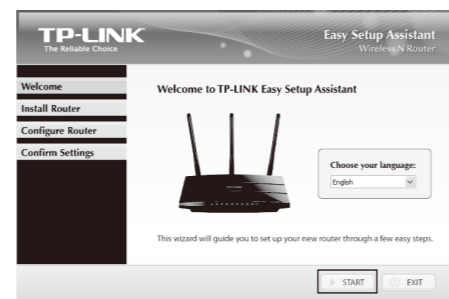 TP-LINK
The Reliable Choice
Easy Setup Assistant
Wireless N Router
Welcome
Install Router
Configure Router
Confirm Settings
Welcome to TP-LINK Easy Setup Assistant
TP-LINK
Choose your language:
English
This wizard will guide you to set up your new router through a few easy steps.
START
EXIT